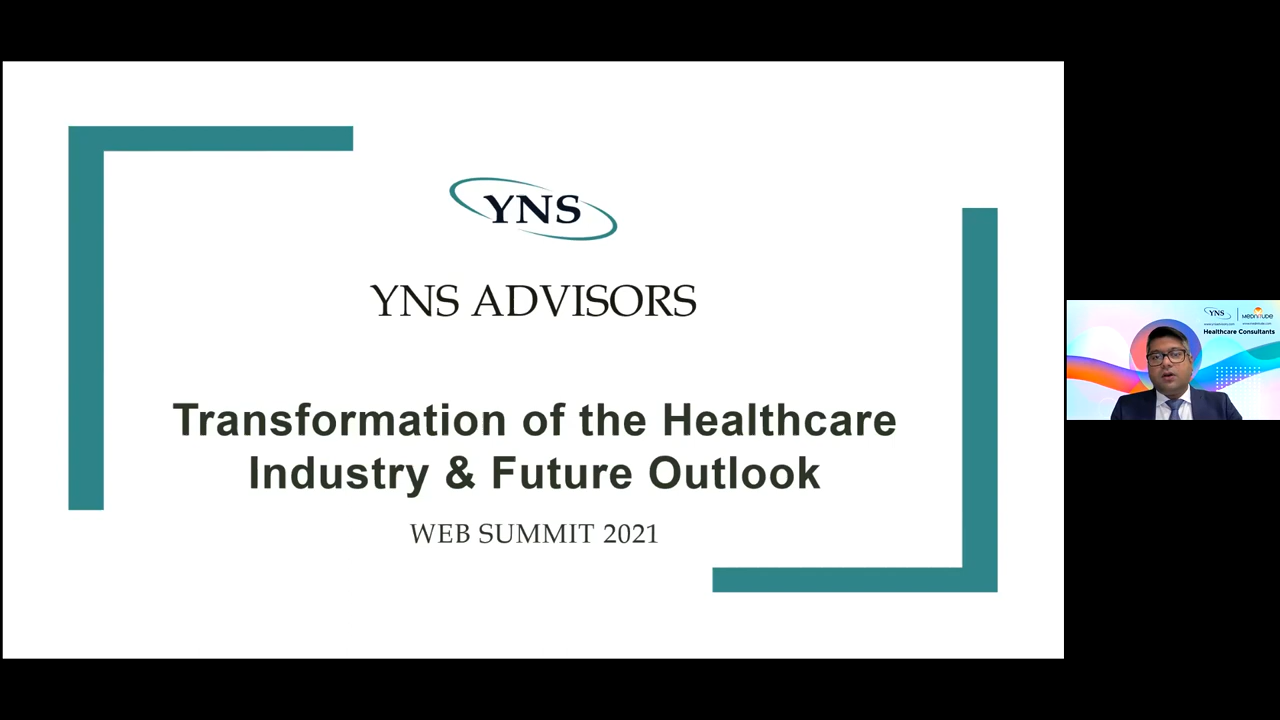 YNS
YNS ADVISORS
Transformation of the Healthcare
Industry & Future Outlook
WEB SUMMIT 2021
YNS
Healthcare Consultants